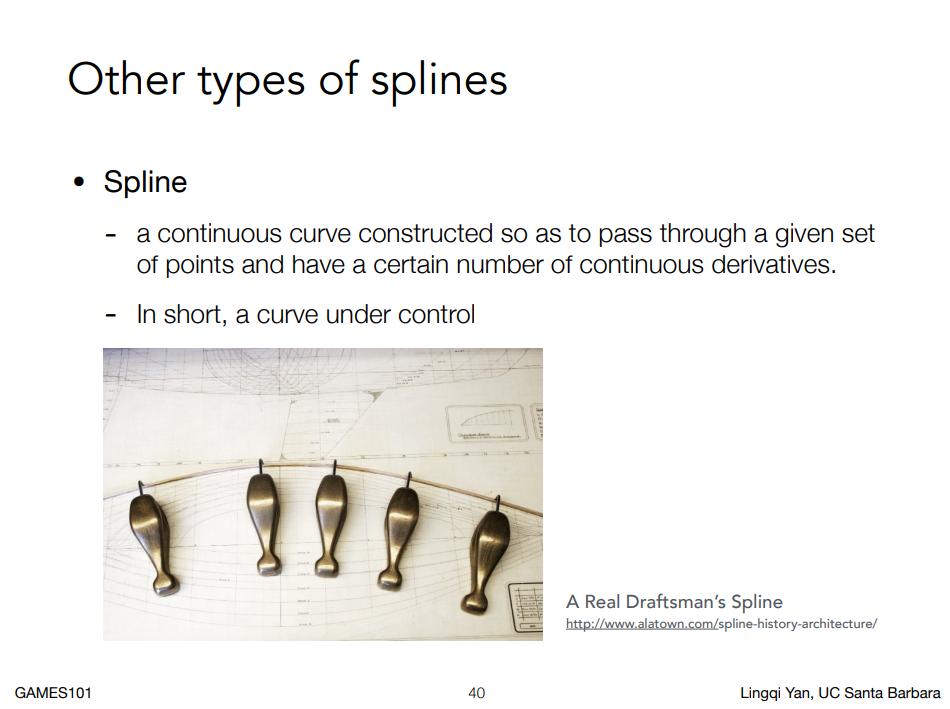 Other types of splines
• Spline
- a continuous curve constructed so as to pass through a given set
of points and have a certain number of continuous derivatives.
- In short, a curve under control
A Real Draftsman’s Spline
http://www.alatown.com/spline-history-architecture/
GAMES101
40
Lingqi Yan, UC Santa Barbara